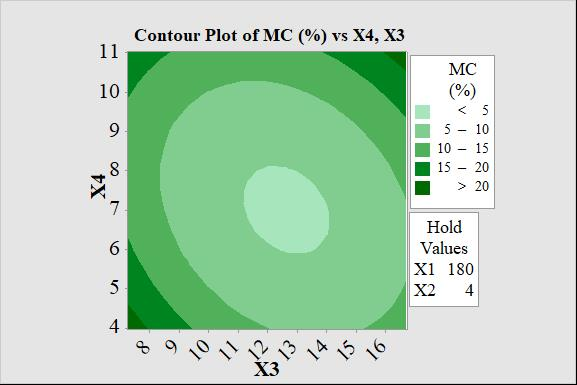 Contour Plot of MC (%) vs X4, X3
11
10
9
8
7
6
5
4
X4
8
9
10
11
12
13
14
15
16
X3
MC
(%)
< 5
5 – 10
10 – 15
15 – 20
> 20
Hold
Values
X1 180
X2 4